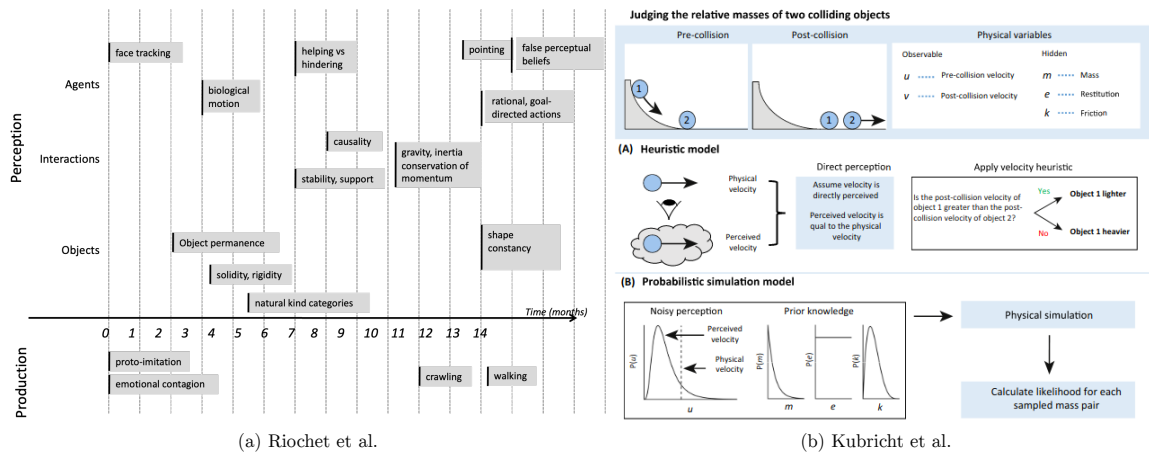 face tracking
helping vs
hindering
pointing
false perceptual
beliefs
Agents
biological
motion
rational, goal-
directed actions
Perception
causality
Interactions
gravity, inertia
conservation of
momentum
stability, support
Objects
Object permanence
shape
constancy
solidity, rigidity
natural kind categories
Time (months)
0 1 2 3 4 5 6 7 8 9 10 11 12 13 14
Production
proto-imitation
emotional contagion
crawling
walking
(a) Riochet et al.
Judging the relative masses of two colliding objects
Pre-collision
Post-collision
Physical variables
1
2
1
2
Observable
Hidden
u Pre-collision velocity
m Mass
v Post-collision velocity
e Restitution
k Friction
(A) Heuristic model
Direct perception
Apply velocity heuristic
Physical
velocity
Perceived
velocity
Assume velocity is
directly perceived
Perceived velocity is
qual to the physical
velocity
Is the post-collision velocity of
object 1 greater than the post-
collision velocity of object 2?
Yes
Object 1 lighter
No
Object 1 heavier
(B) Probabilistic simulation model
Noisy perception
Prior knowledge
Perceived
velocity
Physical
velocity
P(u)
u
P(m)
m
P(e)
e
P(k)
k
Physical simulation
Calculate likelihood for each
sampled mass pair
(b) Kubricht et al.